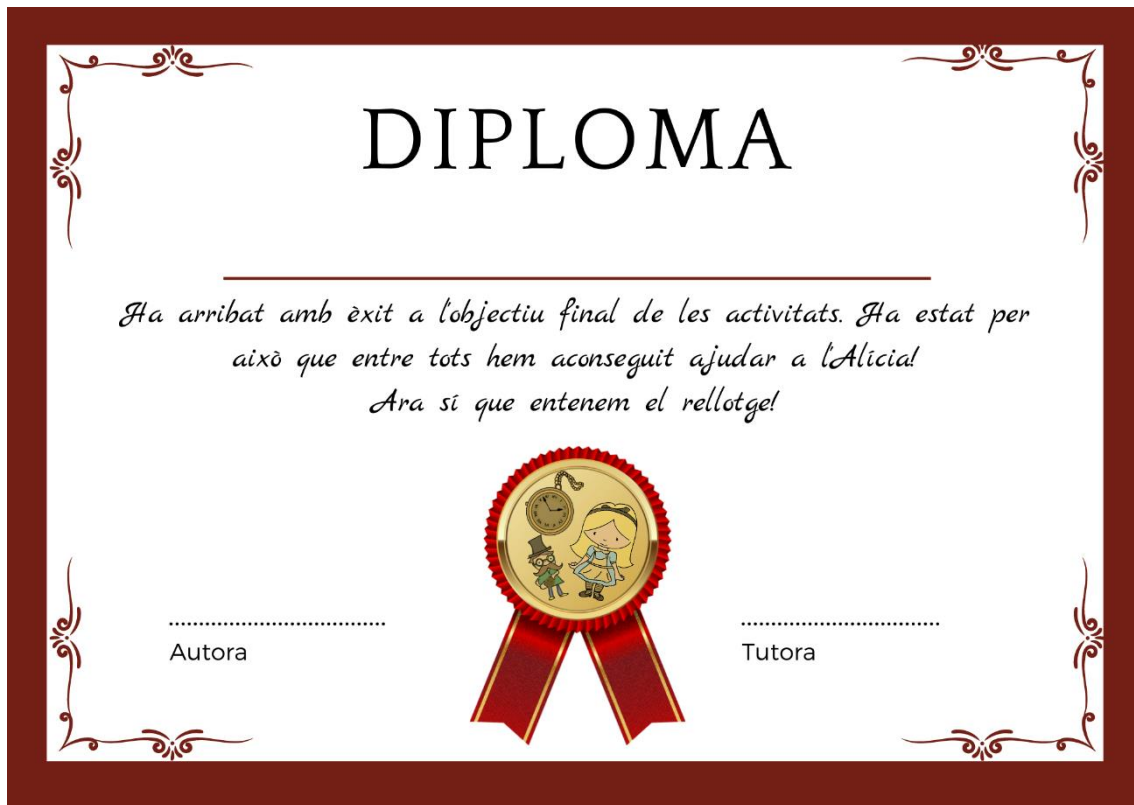 DIPLOMA
Ha arribat amb èxit a l'objectiu final de les activitats. Ha estat per
això que entre tots hem aconseguit ajudar a l'Alícia!
Ara sí que entenem el rellotge!
Autora
Tutora